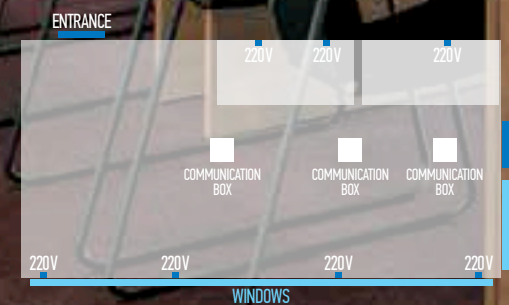 ENTRANCE
220V 220V 220V
COMMUNICATION BOX
COMMUNICATION BOX
COMMUNICATION BOX
220V 220V 220V 220V
WINDOWS